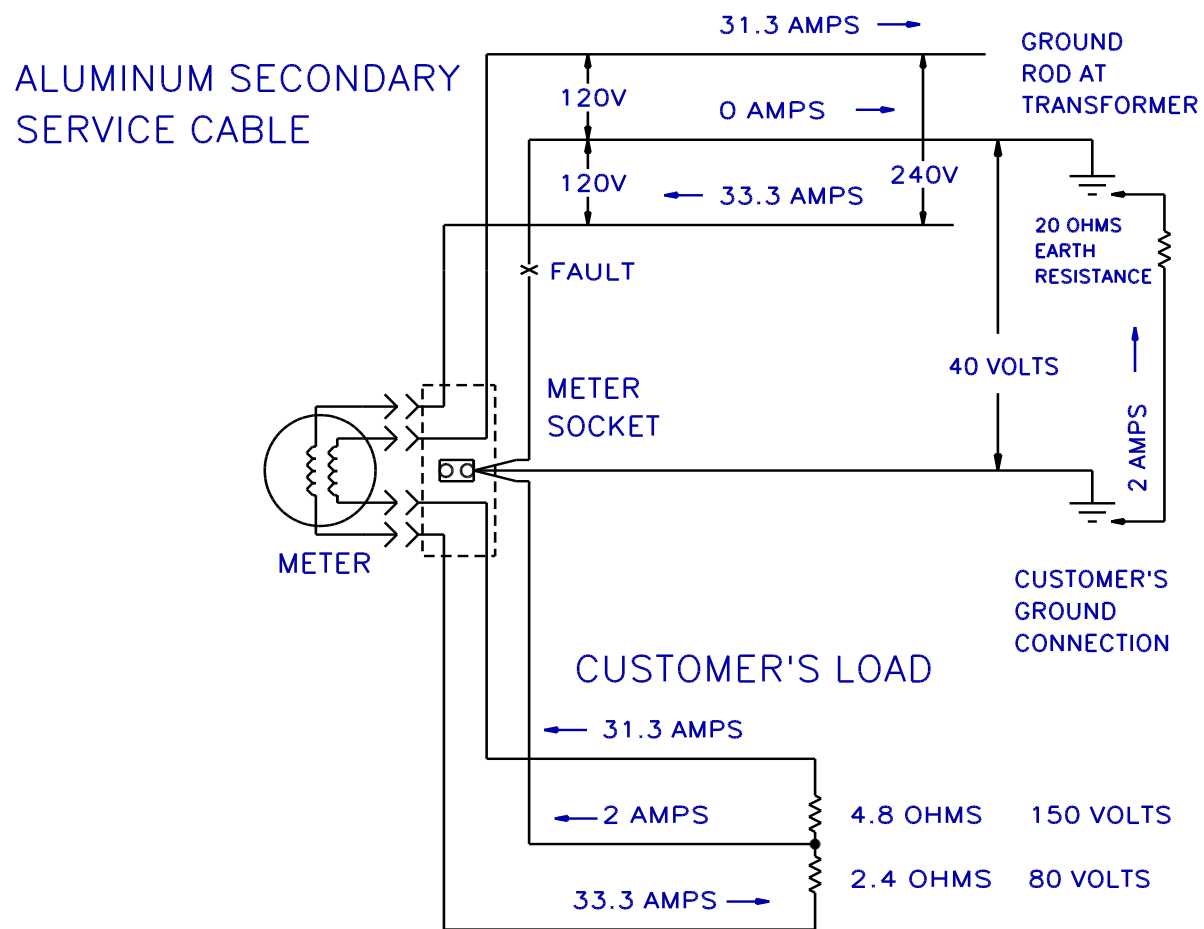 31.3 AMPS
ALUMINUM SECONDARY
SERVICE CABLE
GROUND
ROD AT
TRANSFORMER
120V
0 AMPS
120V
33.3 AMPS
240V
20 OHMS
EARTH
RESISTANCE
FAULT
40 VOLTS
METER
SOCKET
2 AMPS
METER
CUSTOMER'S
GROUND
CONNECTION
CUSTOMER'S LOAD
31.3 AMPS
2 AMPS
4.8 OHMS 150 VOLTS
2.4 OHMS 80 VOLTS
33.3 AMPS